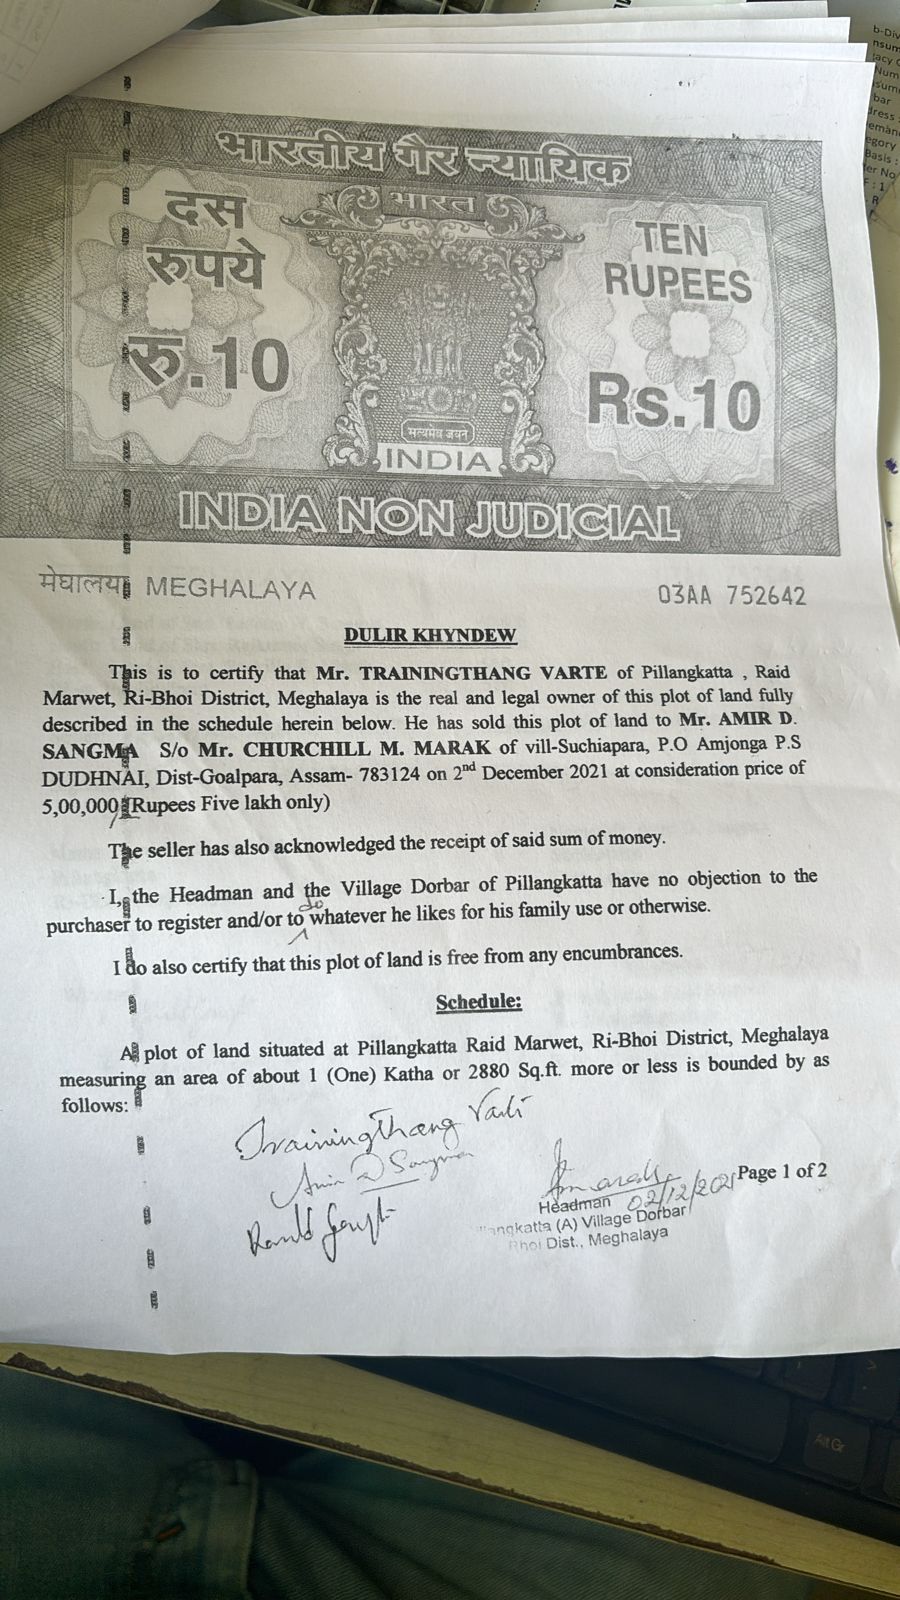 भारतीय गैर न्यायिक
भारत
दस
रुपये
रु.10
TEN
RUPEES
Rs.10
सत्यमेव जयते
INDIA
INDIA NON JUDICIAL
मेघालय MEGHALAYA
03AA 752642
DULIR KHYNDEW
This is to certify that Mr. TRAININGTHANG VARTE of Pillangkatta , Raid
Marwet, Ri-Bhoi District, Meghalaya is the real and legal owner of this plot of land fully
described in the schedule herein below. He has sold this plot of land to Mr. AMIR D.
SANGMA S/o Mr. CHURCHILL M. MARAK of vill-Suchiapara, P.O Amjonga P.S
DUDHNAI, Dist-Goalpara, Assam- 783124 on 2nd December 2021 at consideration price of
5,00,000/(Rupees Five lakh only)
The seller has also acknowledged the receipt of said sum of money.
I, the Headman and the Village Dorbar of Pillangkatta have no objection to the
purchaser to register and/or to do whatever he likes for his family use or otherwise.
I do also certify that this plot of land is free from any encumbrances.
Schedule:
A plot of land situated at Pillangkatta Raid Marwet, Ri-Bhoi District, Meghalaya
measuring an area of about 1 (One) Katha or 2880 Sq.ft. more or less is bounded by as
follows:
Trainingthang Varte
Amir D Sangma
Page 1 of 2
Headman 02/12/2021
(A) Village Dorbar
Dist., Meghalaya
Alt Gr